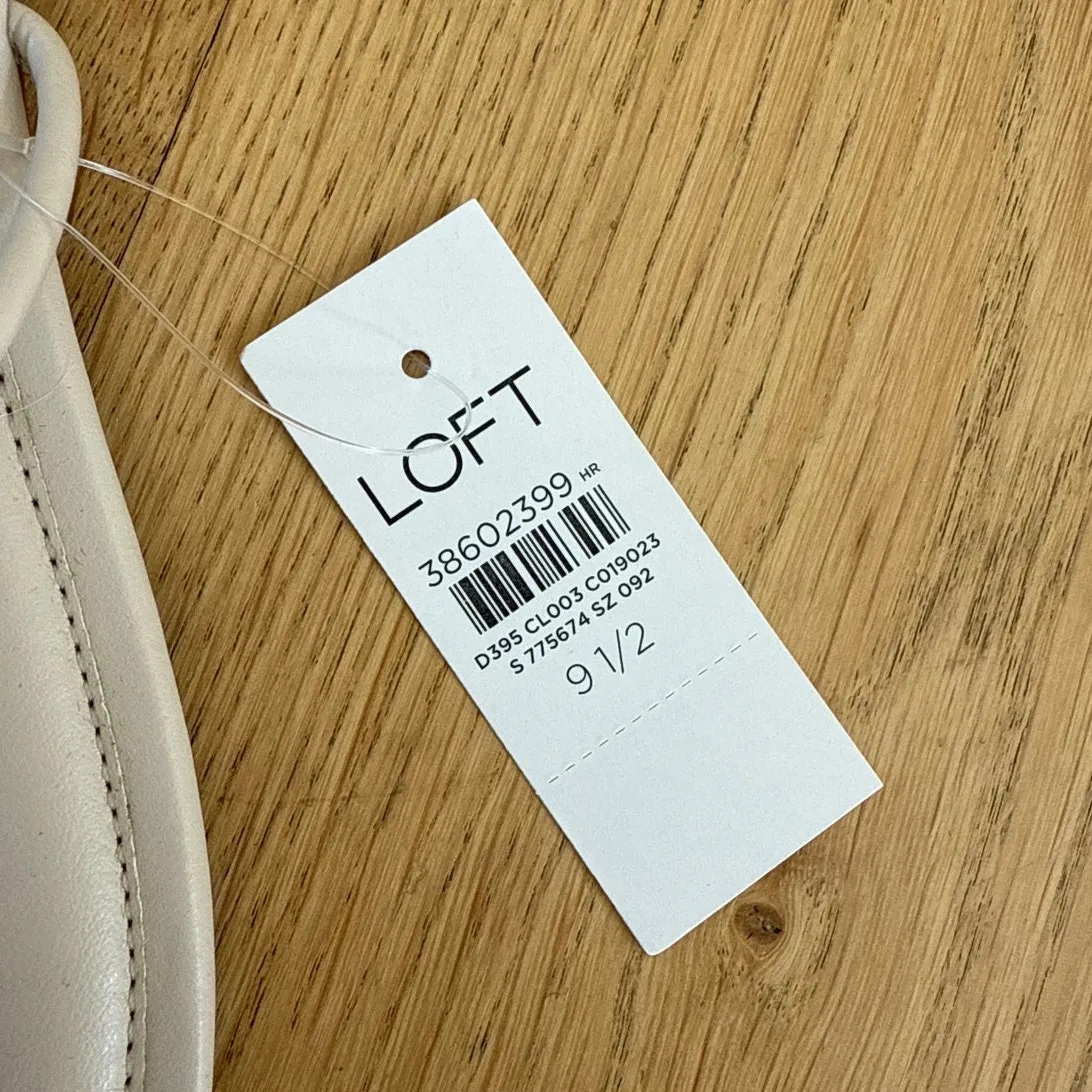 LOFT
38602399 HR
D395 CL003 C019023
S 775674 SZ 092
9 1/2